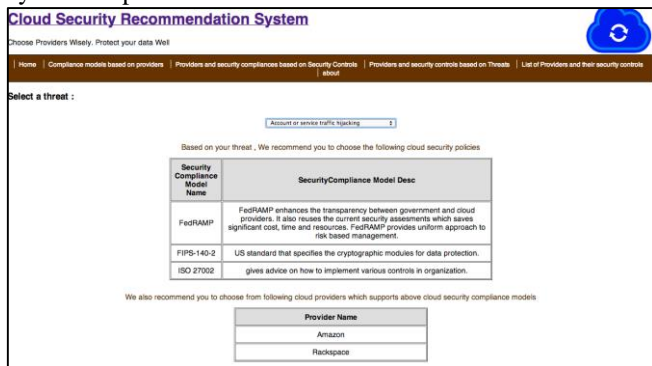 Cloud Security Recommendation System
Choose Providers Wisely. Protect your data Well
| Home | Compliance models based on providers | Providers and security compliances based on Security Controls | Providers and security controls based on Threats | List of Providers and their security controls
| about
Select a threat :
Account or service traffic hijacking
Based on your threat , We recommend you to choose the following cloud security policies
Security
Compliance
Model
Name
SecurityCompliance Model Desc
FedRAMP
FedRAMP enhances the transparency between government and cloud
providers. It also reuses the current security assesments which saves
significant cost, time and resources. FedRAMP provides uniform approach to
risk based management.
FIPS-140-2
US standard that specifies the cryptographic modules for data protection.
ISO 27002
gives advice on how to implement various controls in organization.
We also recommend you to choose from following cloud providers which supports above cloud security compliance models
Provider Name
Amazon
Rackspace